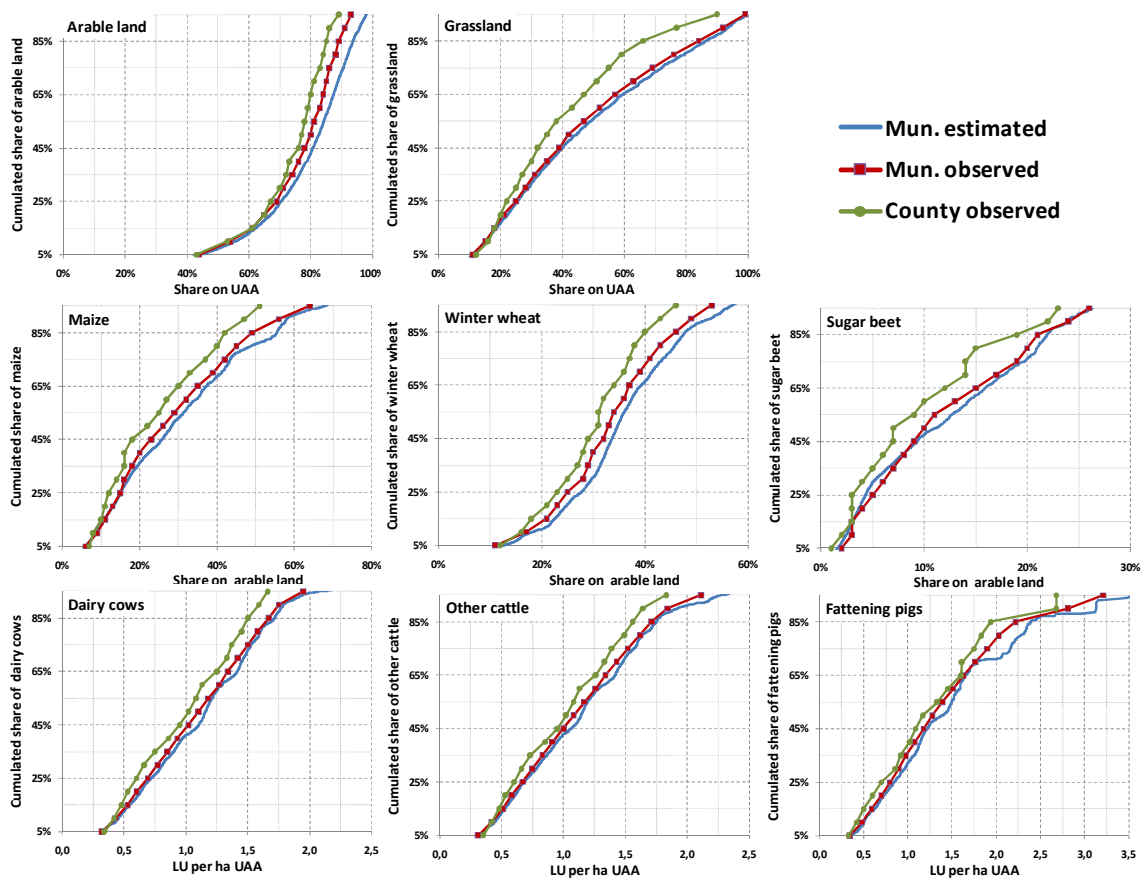 Arable land
Cumulated share of arable land
85%
65%
45%
25%
5%
0% 20% 40% 60% 80% 100%
Share on UAA
Grassland
Cumulated share of grassland
85%
65%
45%
25%
5%
0% 20% 40% 60% 80% 100%
Share on UAA
Mun. estimated
Mun. observed
County observed
Maize
Cumulated share of maize
85%
65%
45%
25%
5%
0% 20% 40% 60% 80%
Share on arable land
Winter wheat
Cumulated share of winter wheat
85%
65%
45%
25%
5%
0% 20% 40% 60%
Share on arable land
Sugar beet
Cumulated share of sugar beet
85%
65%
45%
25%
5%
0% 10% 20% 30%
Share on arable land
Dairy cows
Cumulated share of dairy cows
85%
65%
45%
25%
5%
0,0 0,5 1,0 1,5 2,0 2,5
LU per ha UAA
Other cattle
Cumulated share of other cattle
85%
65%
45%
25%
5%
0,0 0,5 1,0 1,5 2,0 2,5
LU per ha UAA
Fattening pigs
Cumulated share of fattening pigs
85%
65%
45%
25%
5%
0,0 0,5 1,0 1,5 2,0 2,5 3,0 3,5
LU per ha UAA